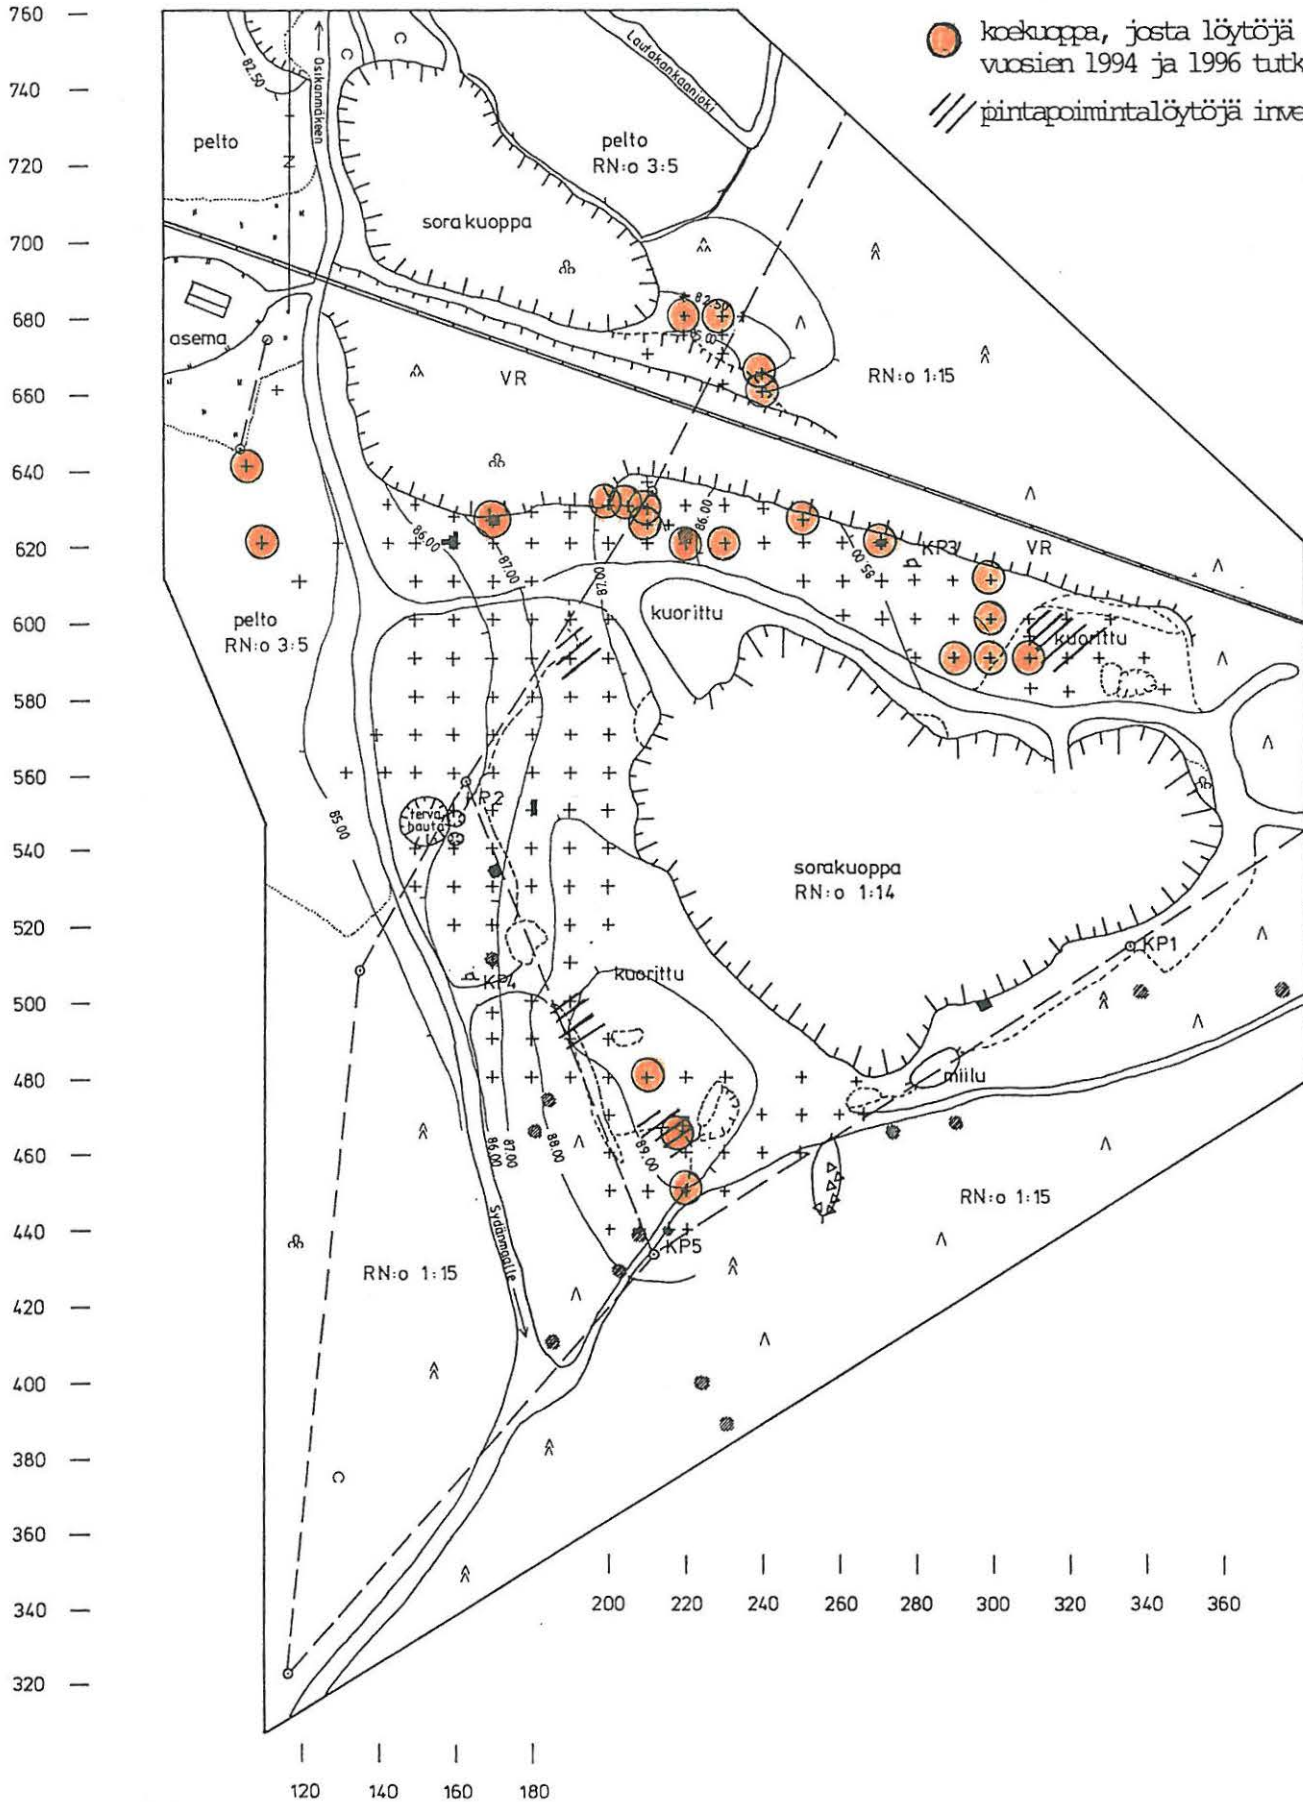 koekuoppa, josta löytöjä
vuosien 1994 ja 1996 tutk
pintapoimintalöytöjä inve
760
740
720
700
680
660
640
620
600
580
560
540
520
500
480
460
440
420
400
380
360
340
320
82.50
Osikanmäkeen
C
C
Lautakankaanjoki
pelto
N
pelto
RN:o 3:5
sorakuoppa
82.50
asema
VR
RN:o 1:15
86.00
87.00
87.00
86.00
85.00
KP3
VR
pelto
RN:o 3:5
kuorittu
kuorittu
85.00
KP2
terva
hauta
sorakuoppa
RN:o 1:14
KP1
KP4
kuorittu
miilu
86.00
87.00
88.00
89.00
RN:o 1:15
Sydänmaalle
KP5
RN:o 1:15
C
200 220 240 260 280 300 320 340 360
120 140 160 180